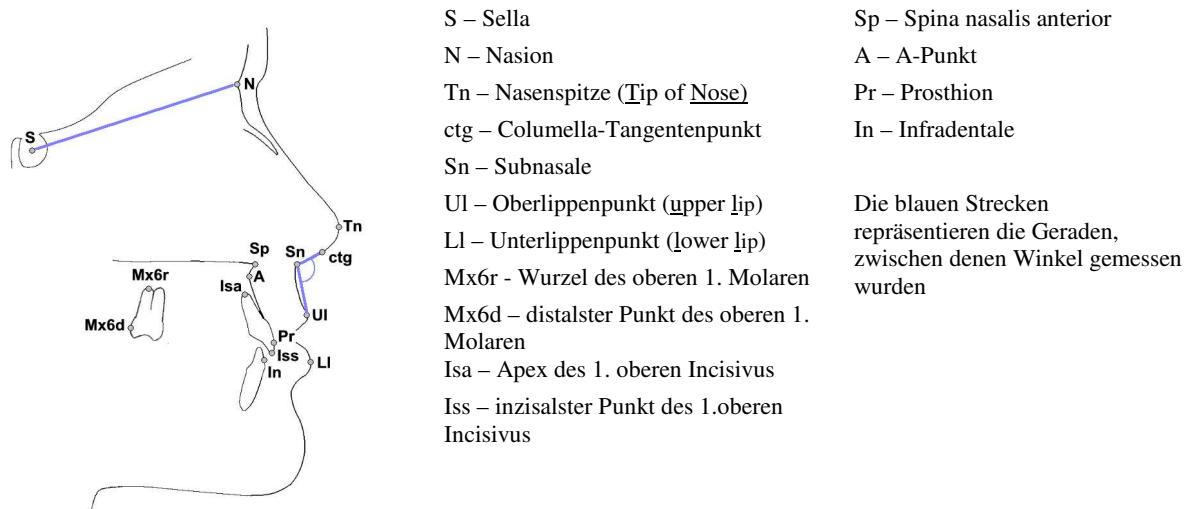 N
S
Tn
Sp
Sn
ctg
A
Mx6r
Isa
Ul
Mx6d
Pr
Iss
Ll
In
S – Sella
N – Nasion
Tn – Nasenspitze (Tip of Nose)
ctg – Columella-Tangentenpunkt
Sn – Subnasale
Ul – Oberlippenpunkt (upper lip)
Ll – Unterlippenpunkt (lower lip)
Mx6r - Wurzel des oberen 1. Molaren
Mx6d – distalster Punkt des oberen 1.
Molaren
Isa – Apex des 1. oberen Incisivus
Iss – inzisalster Punkt des 1.oberen
Incisivus
Sp – Spina nasalis anterior
A – A-Punkt
Pr – Prosthion
In – Infradentale
Die blauen Strecken
repräsentieren die Geraden,
zwischen denen Winkel gemessen
wurden